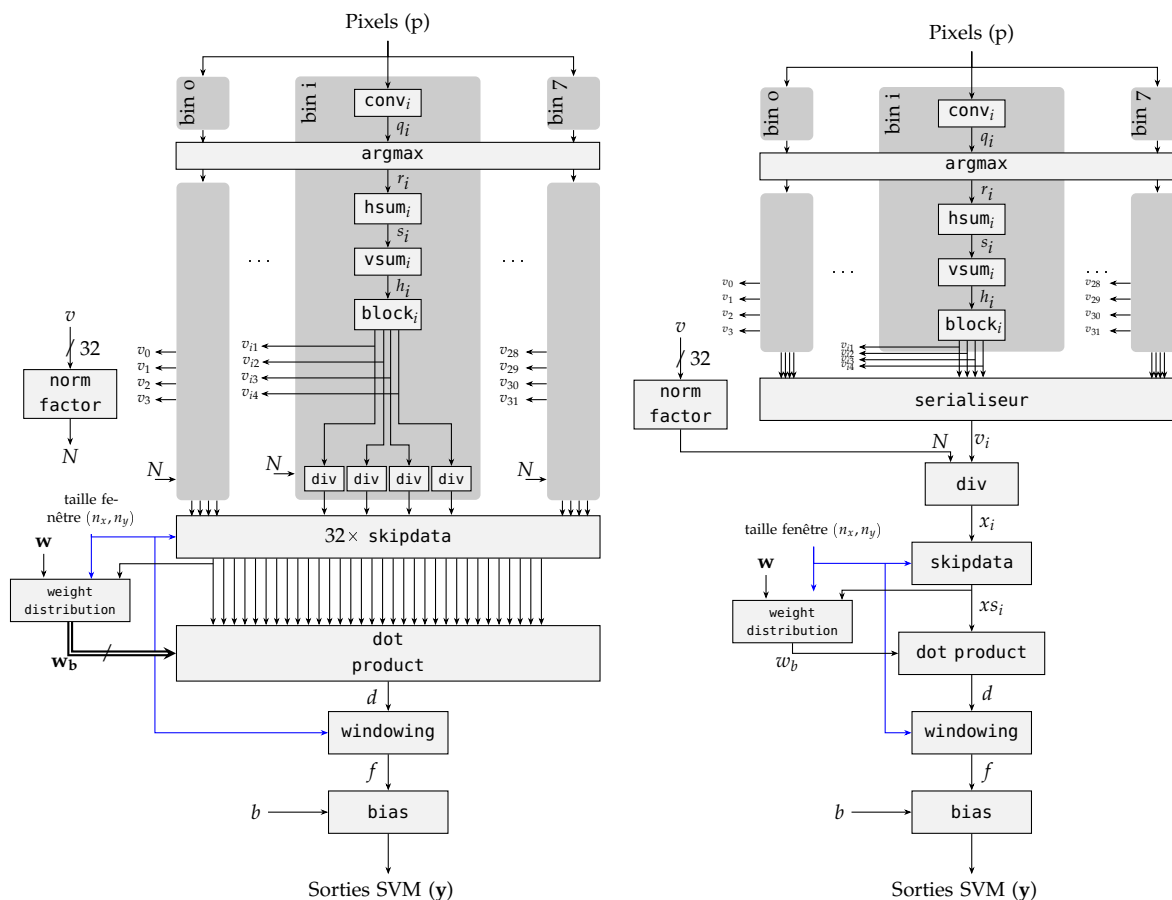 Pixels (p)
bin 0
bin i
bin 7
conv_i
q_i
argmax
r_i
hsum_i
s_i
. . .
. . .
vsum_i
h_i
block_i
v
32
norm
factor
N
v_0
v_1
v_2
v_3
v_i1
v_i2
v_i3
v_i4
v_28
v_29
v_30
v_31
N
N
N
div
div
div
div
taille fe-
nêtre (n_x, n_y)
w
32× skipdata
weight
distribution
w_b
dot
product
d
windowing
f
b
bias
Sorties SVM (y)
Pixels (p)
bin 0
bin i
bin 7
conv_i
q_i
argmax
r_i
hsum_i
s_i
. . .
. . .
vsum_i
h_i
block_i
v_0
v_1
v_2
v_3
v_28
v_29
v_30
v_31
v_i1
v_i2
v_i3
v_i4
v
32
norm
factor
serialiseur
N
v_i
div
x_i
taille fenêtre (n_x, n_y)
w
skipdata
weight
distribution
xs_i
w_b
dot product
d
windowing
f
b
bias
Sorties SVM (y)